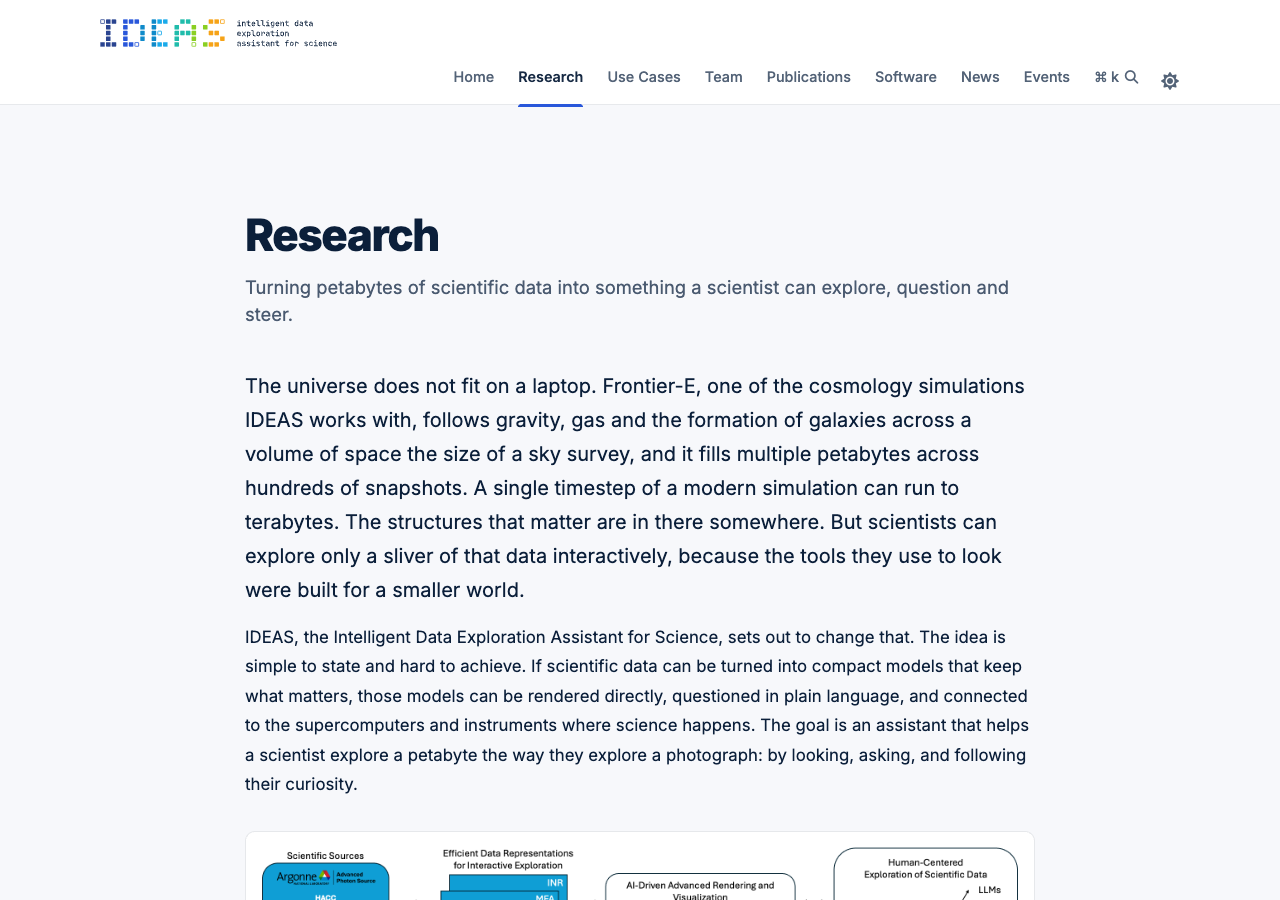 IDEAS
intelligent data
exploration
assistant for science
Home Research Use Cases Team Publications Software News Events ⌘ k
Research
Turning petabytes of scientific data into something a scientist can explore, question and
steer.
The universe does not fit on a laptop. Frontier-E, one of the cosmology simulations
IDEAS works with, follows gravity, gas and the formation of galaxies across a
volume of space the size of a sky survey, and it fills multiple petabytes across
hundreds of snapshots. A single timestep of a modern simulation can run to
terabytes. The structures that matter are in there somewhere. But scientists can
explore only a sliver of that data interactively, because the tools they use to look
were built for a smaller world.
IDEAS, the Intelligent Data Exploration Assistant for Science, sets out to change that. The idea is
simple to state and hard to achieve. If scientific data can be turned into compact models that keep
what matters, those models can be rendered directly, questioned in plain language, and connected
to the supercomputers and instruments where science happens. The goal is an assistant that helps
a scientist explore a petabyte the way they explore a photograph: by looking, asking, and following
their curiosity.
Scientific Sources
Argonne
NATIONAL LABORATORY
Advanced
Photon Source
HACC
Efficient Data Representations
for Interactive Exploration
INR
MFA
AI-Driven Advanced Rendering and
Visualization
Human-Centered
Exploration of Scientific Data
LLMs